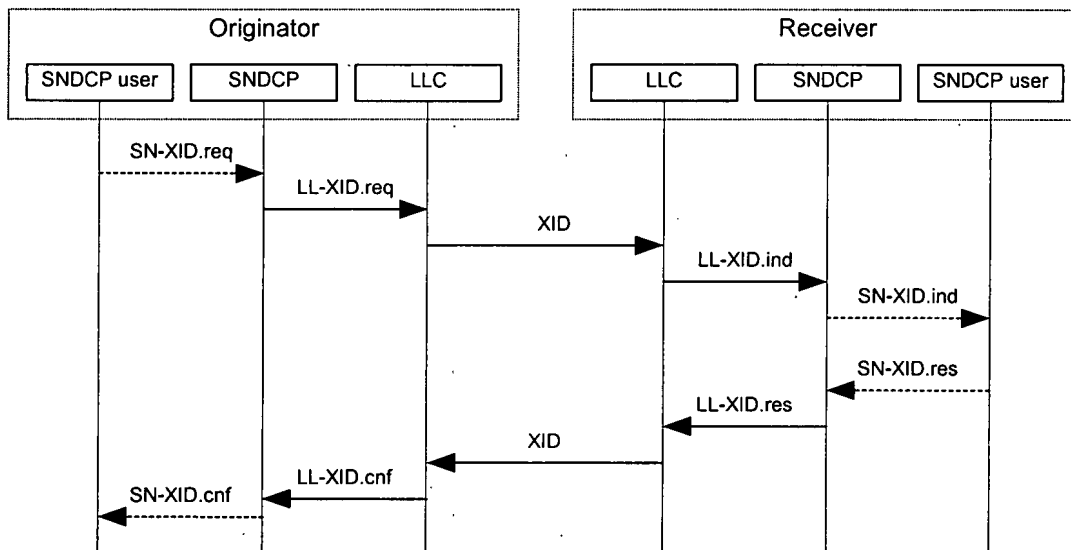 Originator
Receiver
SNDCP user
SNDCP
LLC
LLC
SNDCP
SNDCP user
SN-XID.req
LL-XID.req
XID
LL-XID.ind
SN-XID.ind
SN-XID.res
LL-XID.res
XID
LL-XID.cnf
SN-XID.cnf